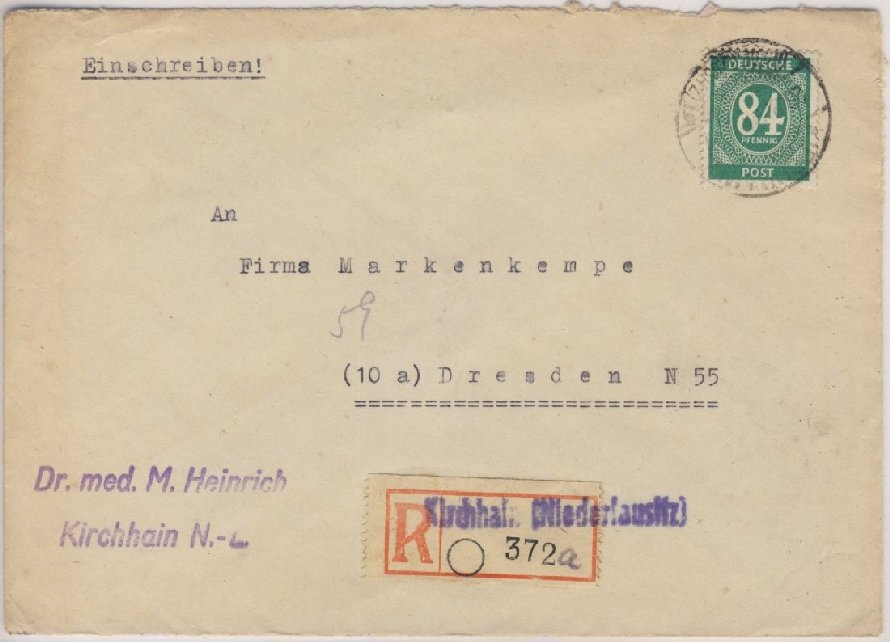 Einschreiben!
DEUTSCHE
84
PFENNIG
POST
An
Firma Markenkempe
59
(10 a) Dresden N 55
Dr. med. M. Heinrich
Kirchhain N.-L.
R
Kirchhain (Niederlausitz)
372a